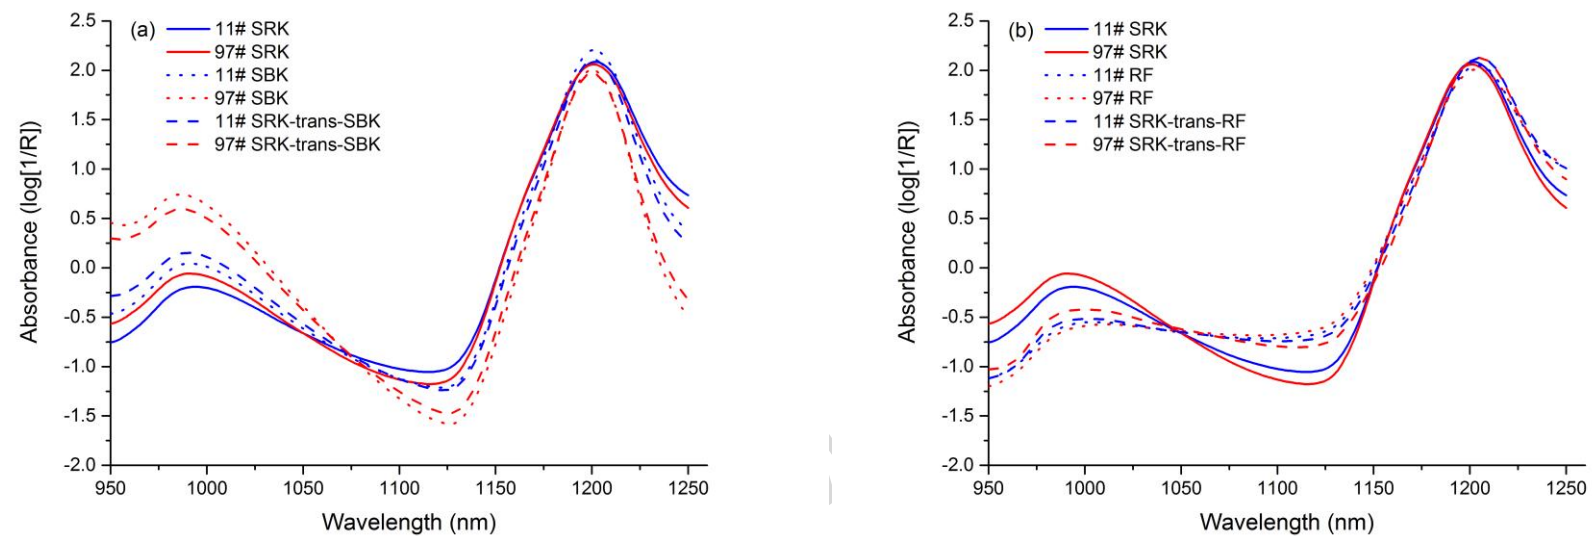 (a)
11# SRK
97# SRK
11# SBK
97# SBK
11# SRK-trans-SBK
97# SRK-trans-SBK
2.5
2.0
1.5
1.0
0.5
0.0
-0.5
-1.0
-1.5
-2.0
Absorbance (log[1/R])
950 1000 1050 1100 1150 1200 1250
Wavelength (nm)
(b)
11# SRK
97# SRK
11# RF
97# RF
11# SRK-trans-RF
97# SRK-trans-RF
2.5
2.0
1.5
1.0
0.5
0.0
-0.5
-1.0
-1.5
-2.0
Absorbance (log[1/R])
950 1000 1050 1100 1150 1200 1250
Wavelength (nm)